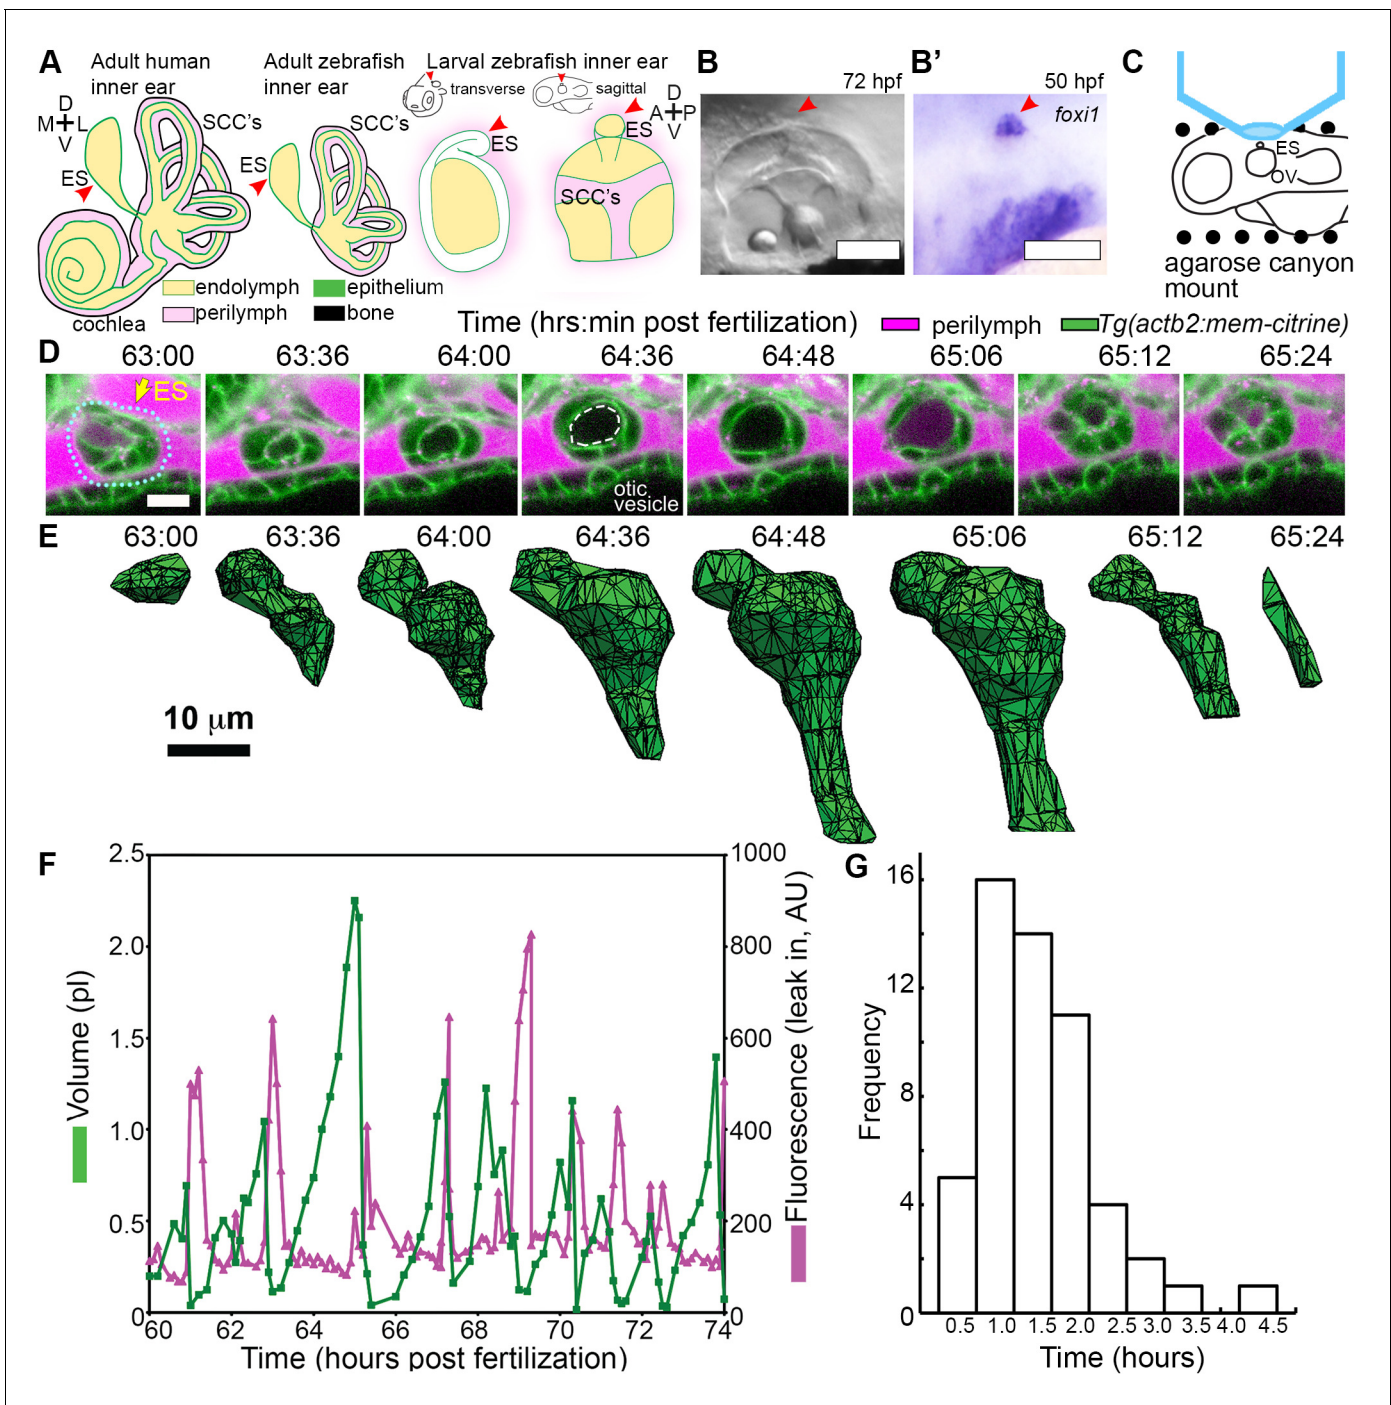 A
Adult human
inner ear
D
M L
V
SCC's
ES
cochlea
Adult zebrafish
inner ear
SCC's
ES
Larval zebrafish inner ear
transverse
sagittal
ES
D
A P
V
ES
SCC's
endolymph
epithelium
perilymph
bone
B
72 hpf
B’
50 hpf
foxi1
C
ES
OV
agarose canyon
mount
Time (hrs:min post fertilization)
perilymph
Tg(actb2:mem-citrine)
D
63:00 63:36 64:00 64:36 64:48 65:06 65:12 65:24
ES
otic
vesicle
E
63:00 63:36 64:00 64:36 64:48 65:06 65:12 65:24
10 μm
F
Volume (pl)
2.5
2.0
1.5
1.0
0.5
0
1000
800
600
400
200
0
Fluorescence (leak in, AU)
60 62 64 66 68 70 72 74
Time (hours post fertilization)
G
Frequency
16
12
8
4
0
0.5 1.0 1.5 2.0 2.5 3.0 3.5 4.0 4.5
Time (hours)